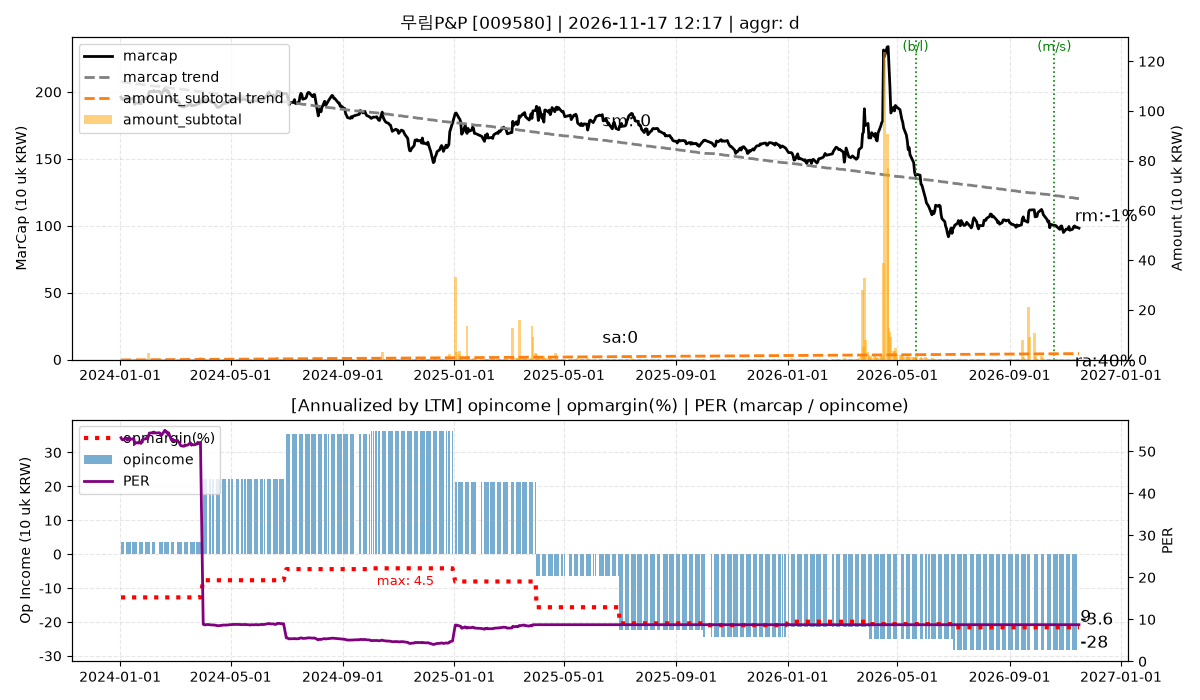 무림P&P [009580] | 2026-11-17 12:17 | aggr: d
marcap
marcap trend
amount_subtotal trend
amount_subtotal
(b/l)
(m/s)
sm:-0
sa:0
rm:-1%
ra:40%
MarCap (10 uk KRW)
200
150
100
50
0
Amount (10 uk KRW)
120
100
80
60
40
20
0
2024-01-01 2024-05-01 2024-09-01 2025-01-01 2025-05-01 2025-09-01 2026-01-01 2026-05-01 2026-09-01 2027-01-01
[Annualized by LTM] opincome | opmargin(%) | PER (marcap / opincome)
opmargin(%)
opincome
PER
max: 4.5
9
-3.6
-28
Op Income (10 uk KRW)
30
20
10
0
-10
-20
-30
PER
50
40
30
20
10
0
2024-01-01 2024-05-01 2024-09-01 2025-01-01 2025-05-01 2025-09-01 2026-01-01 2026-05-01 2026-09-01 2027-01-01